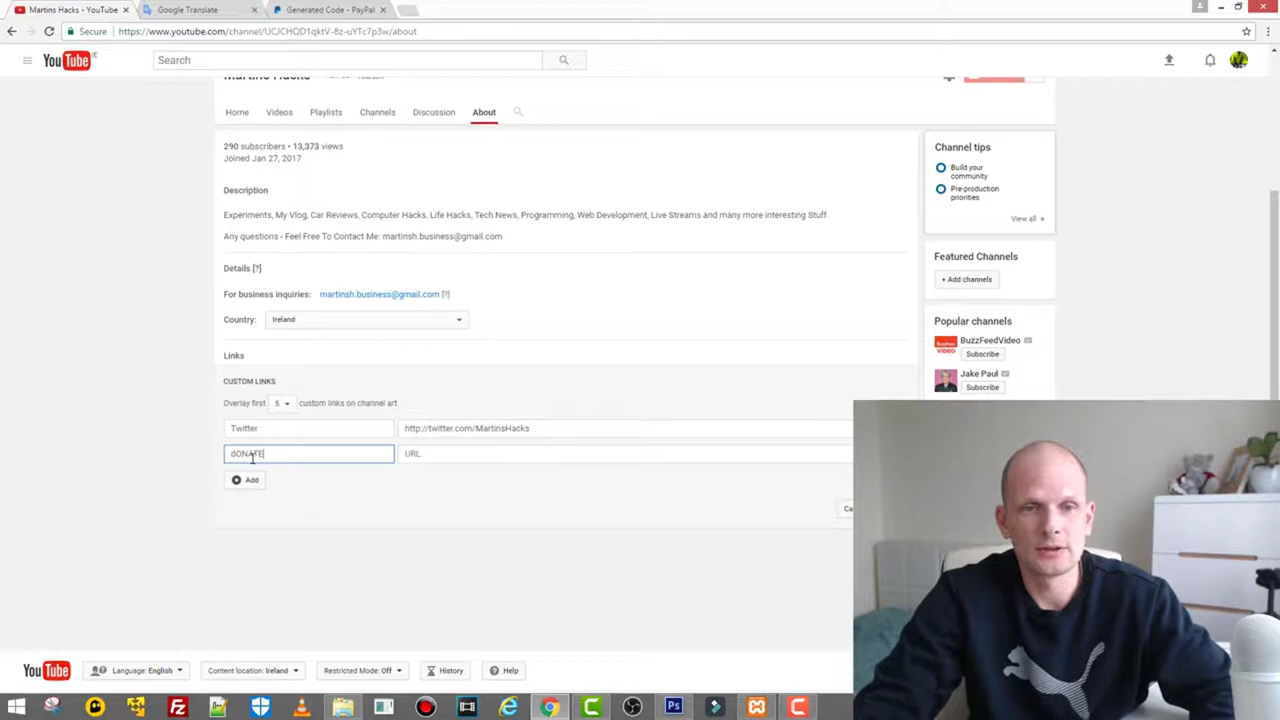 Martins Hacks - YouTube
Google Translate
Generated Code - PayPal
Secure
https://www.youtube.com/channel/UCJCHQD1qktV-8z-uYTc7p3w/about
YouTube IE
Search
Martins Hacks
Home Videos Playlists Channels Discussion About
290 subscribers • 13,373 views
Joined Jan 27, 2017
Description
Experiments, My Vlog, Car Reviews, Computer Hacks, Life Hacks, Tech News, Programming, Web Development, Live Streams and many more interesting Stuff.
Any questions - Feel Free To Contact Me: martinsh.business@gmail.com
Details [?]
For business inquiries: martinsh.business@gmail.com [?]
Country: Ireland
Links
CUSTOM LINKS
Overlay first 5 custom links on channel art
Twitter http://twitter.com/MartinsHacks
dONATE URL
Add
Ca
Channel tips
Build your
community
Pre-production
priorities
View all »
Featured Channels
+ Add channels
Popular channels
BuzzFeedVideo
Subscribe
Jake Paul
Subscribe
YouTube
Language: English
Content location: Ireland
Restricted Mode: Off
History
Help